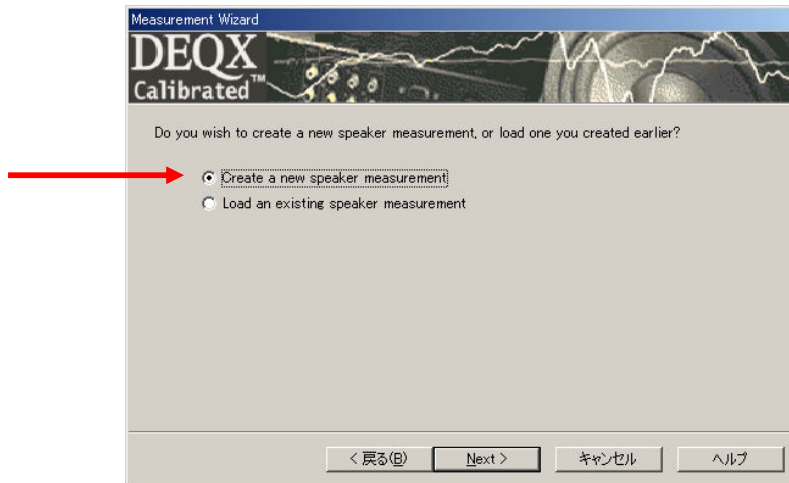 Measurement Wizard
DEQX
Calibrated™
Do you wish to create a new speaker measurement, or load one you created earlier?
Create a new speaker measurement
Load an existing speaker measurement
< 戻る(B) Next > キャンセル ヘルプ